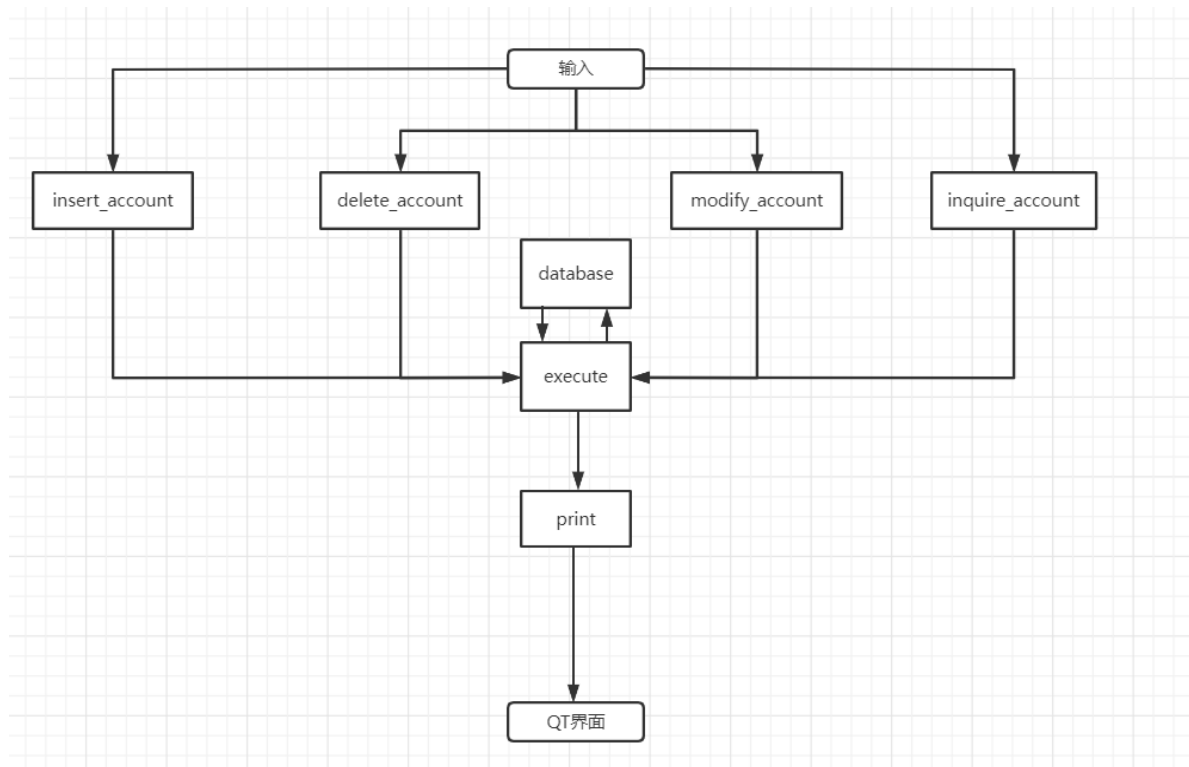 输入
insert_account
delete_account
modify_account
inquire_account
database
execute
print
QT界面